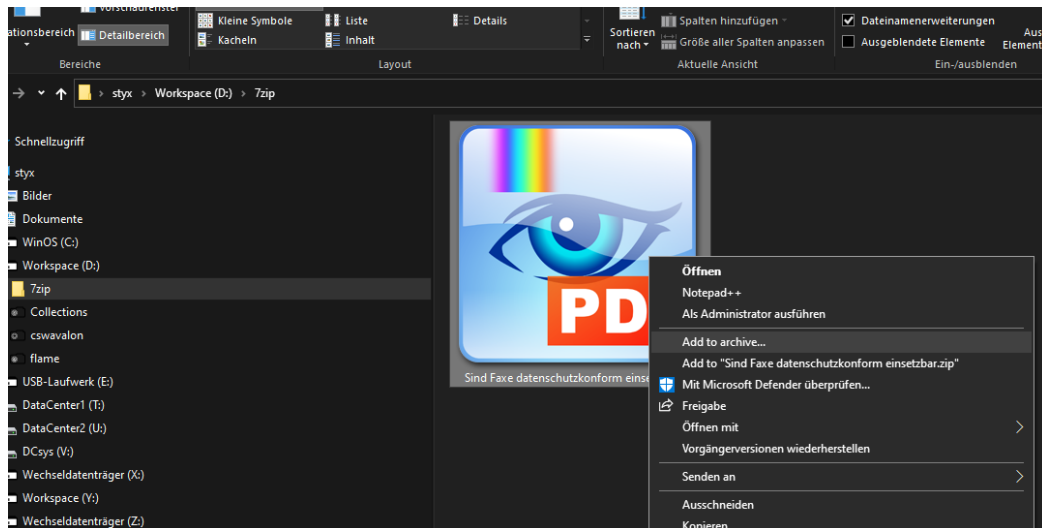 Kleine Symbole
Liste
Details
Kacheln
Inhalt
Detailbereich
Sortieren
nach
Spalten hinzufügen
Größe aller Spalten anpassen
Dateinamenerweiterungen
Ausgeblendete Elemente
Aus
Element
Bereiche
Layout
Aktuelle Ansicht
Ein-/ausblenden
styx > Workspace (D:) > 7zip
Schnellzugriff
styx
Bilder
Dokumente
WinOS (C:)
Workspace (D:)
7zip
Collections
cswavalon
flame
USB-Laufwerk (E:)
DataCenter1 (T:)
DataCenter2 (U:)
DCsys (V:)
Wechseldatenträger (X:)
Workspace (Y:)
Wechseldatenträger (Z:)
PD
Sind Faxe datenschutzkonform eins
Öffnen
Notepad++
Als Administrator ausführen
Add to archive...
Add to "Sind Faxe datenschutzkonform einsetzbar.zip"
Mit Microsoft Defender überprüfen...
Freigabe
Öffnen mit
Vorgängerversionen wiederherstellen
Senden an
Ausschneiden
Kopieren